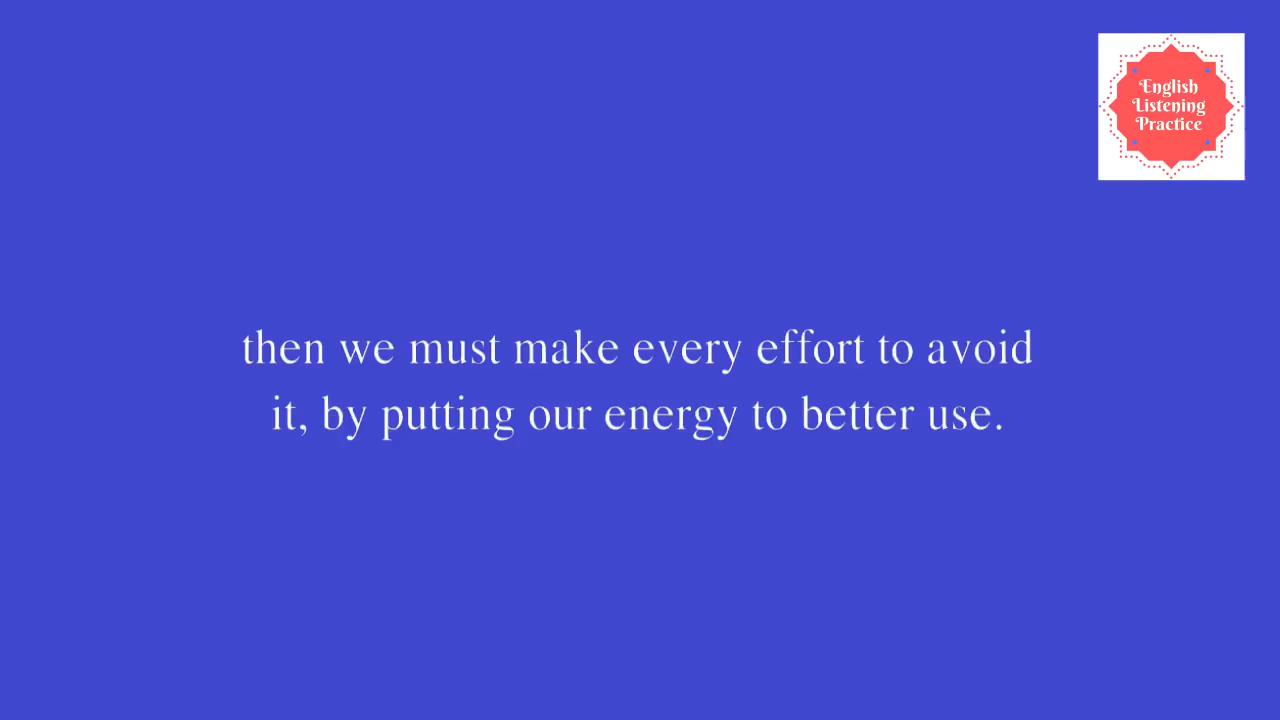 English
Listening
Practice
then we must make every effort to avoid
it, by putting our energy to better use.